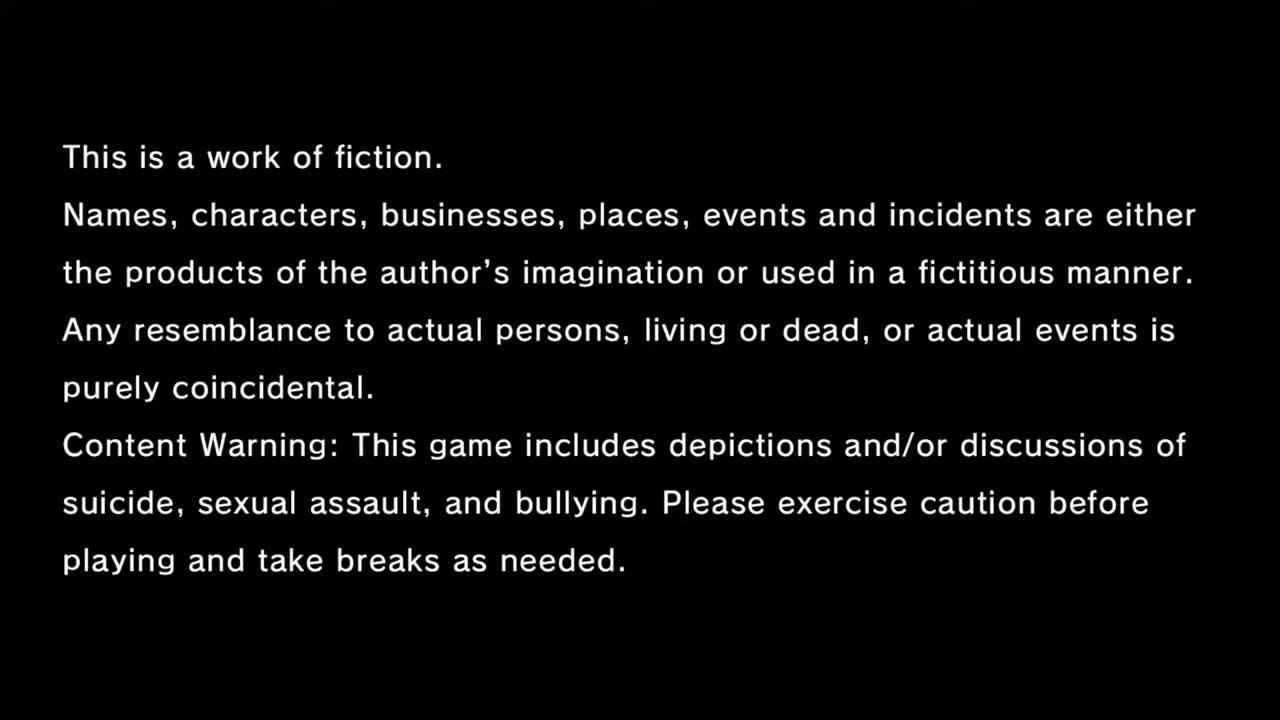 This is a work of fiction.
Names, characters, businesses, places, events and incidents are either
the products of the author’s imagination or used in a fictitious manner.
Any resemblance to actual persons, living or dead, or actual events is
purely coincidental.
Content Warning: This game includes depictions and/or discussions of
suicide, sexual assault, and bullying. Please exercise caution before
playing and take breaks as needed.